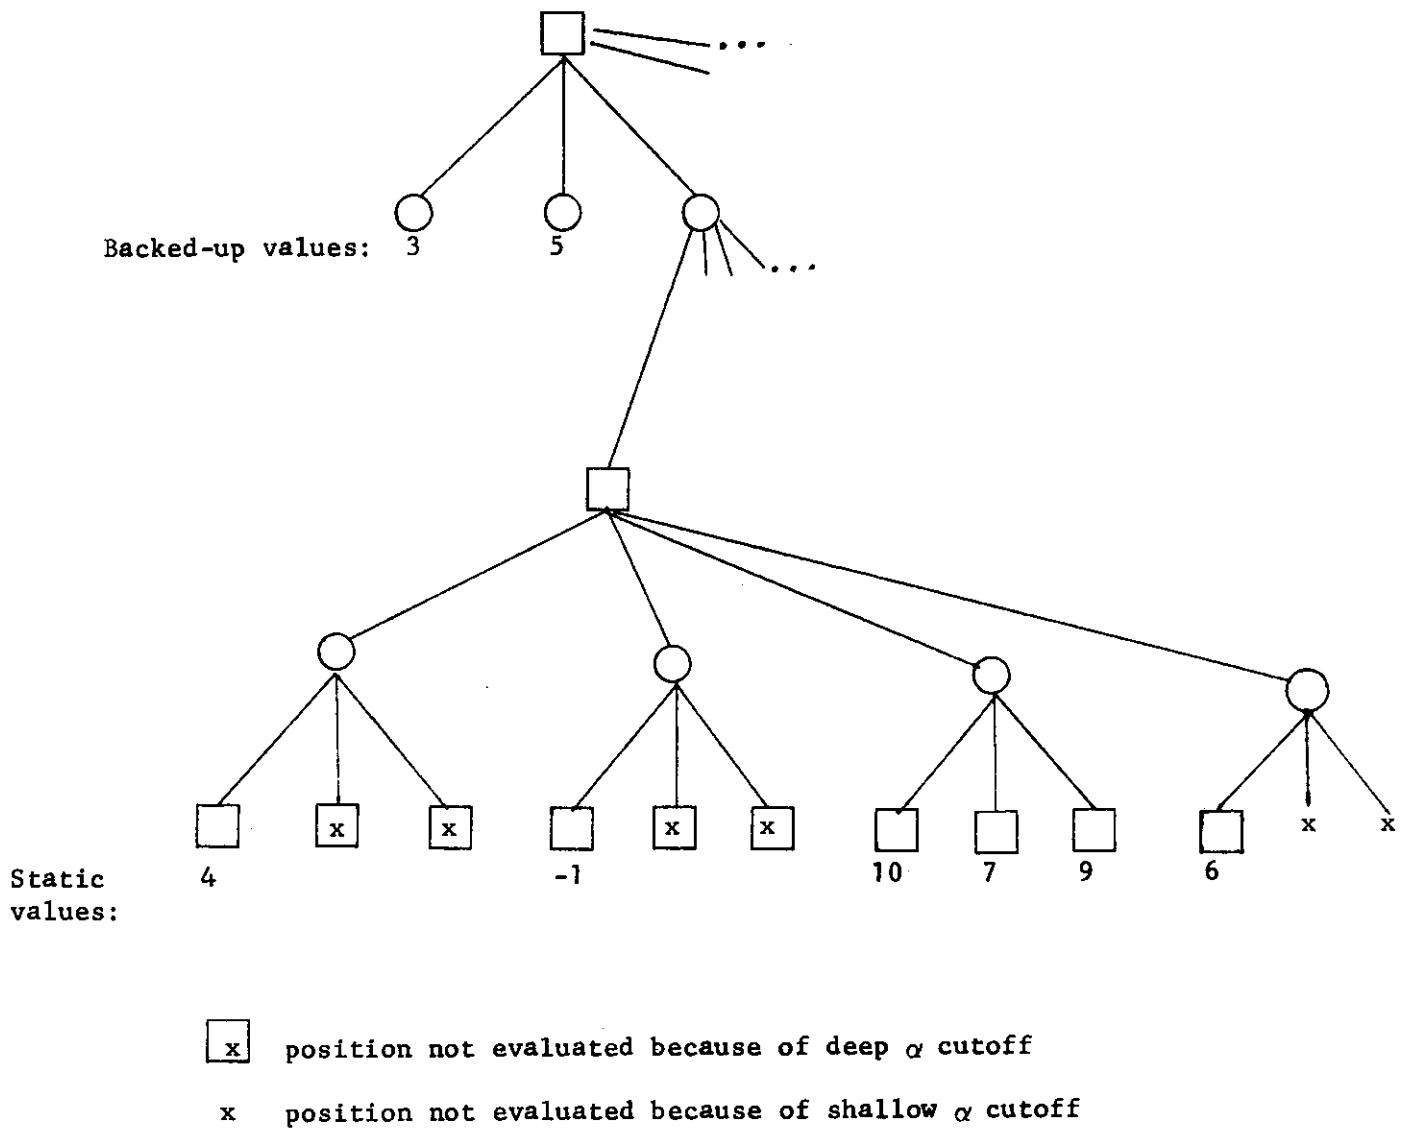 ...
Backed-up values: 3 5
...
x x x x x x
4 -1 10 7 9 6
Static
values:
x position not evaluated because of deep α cutoff
x position not evaluated because of shallow α cutoff